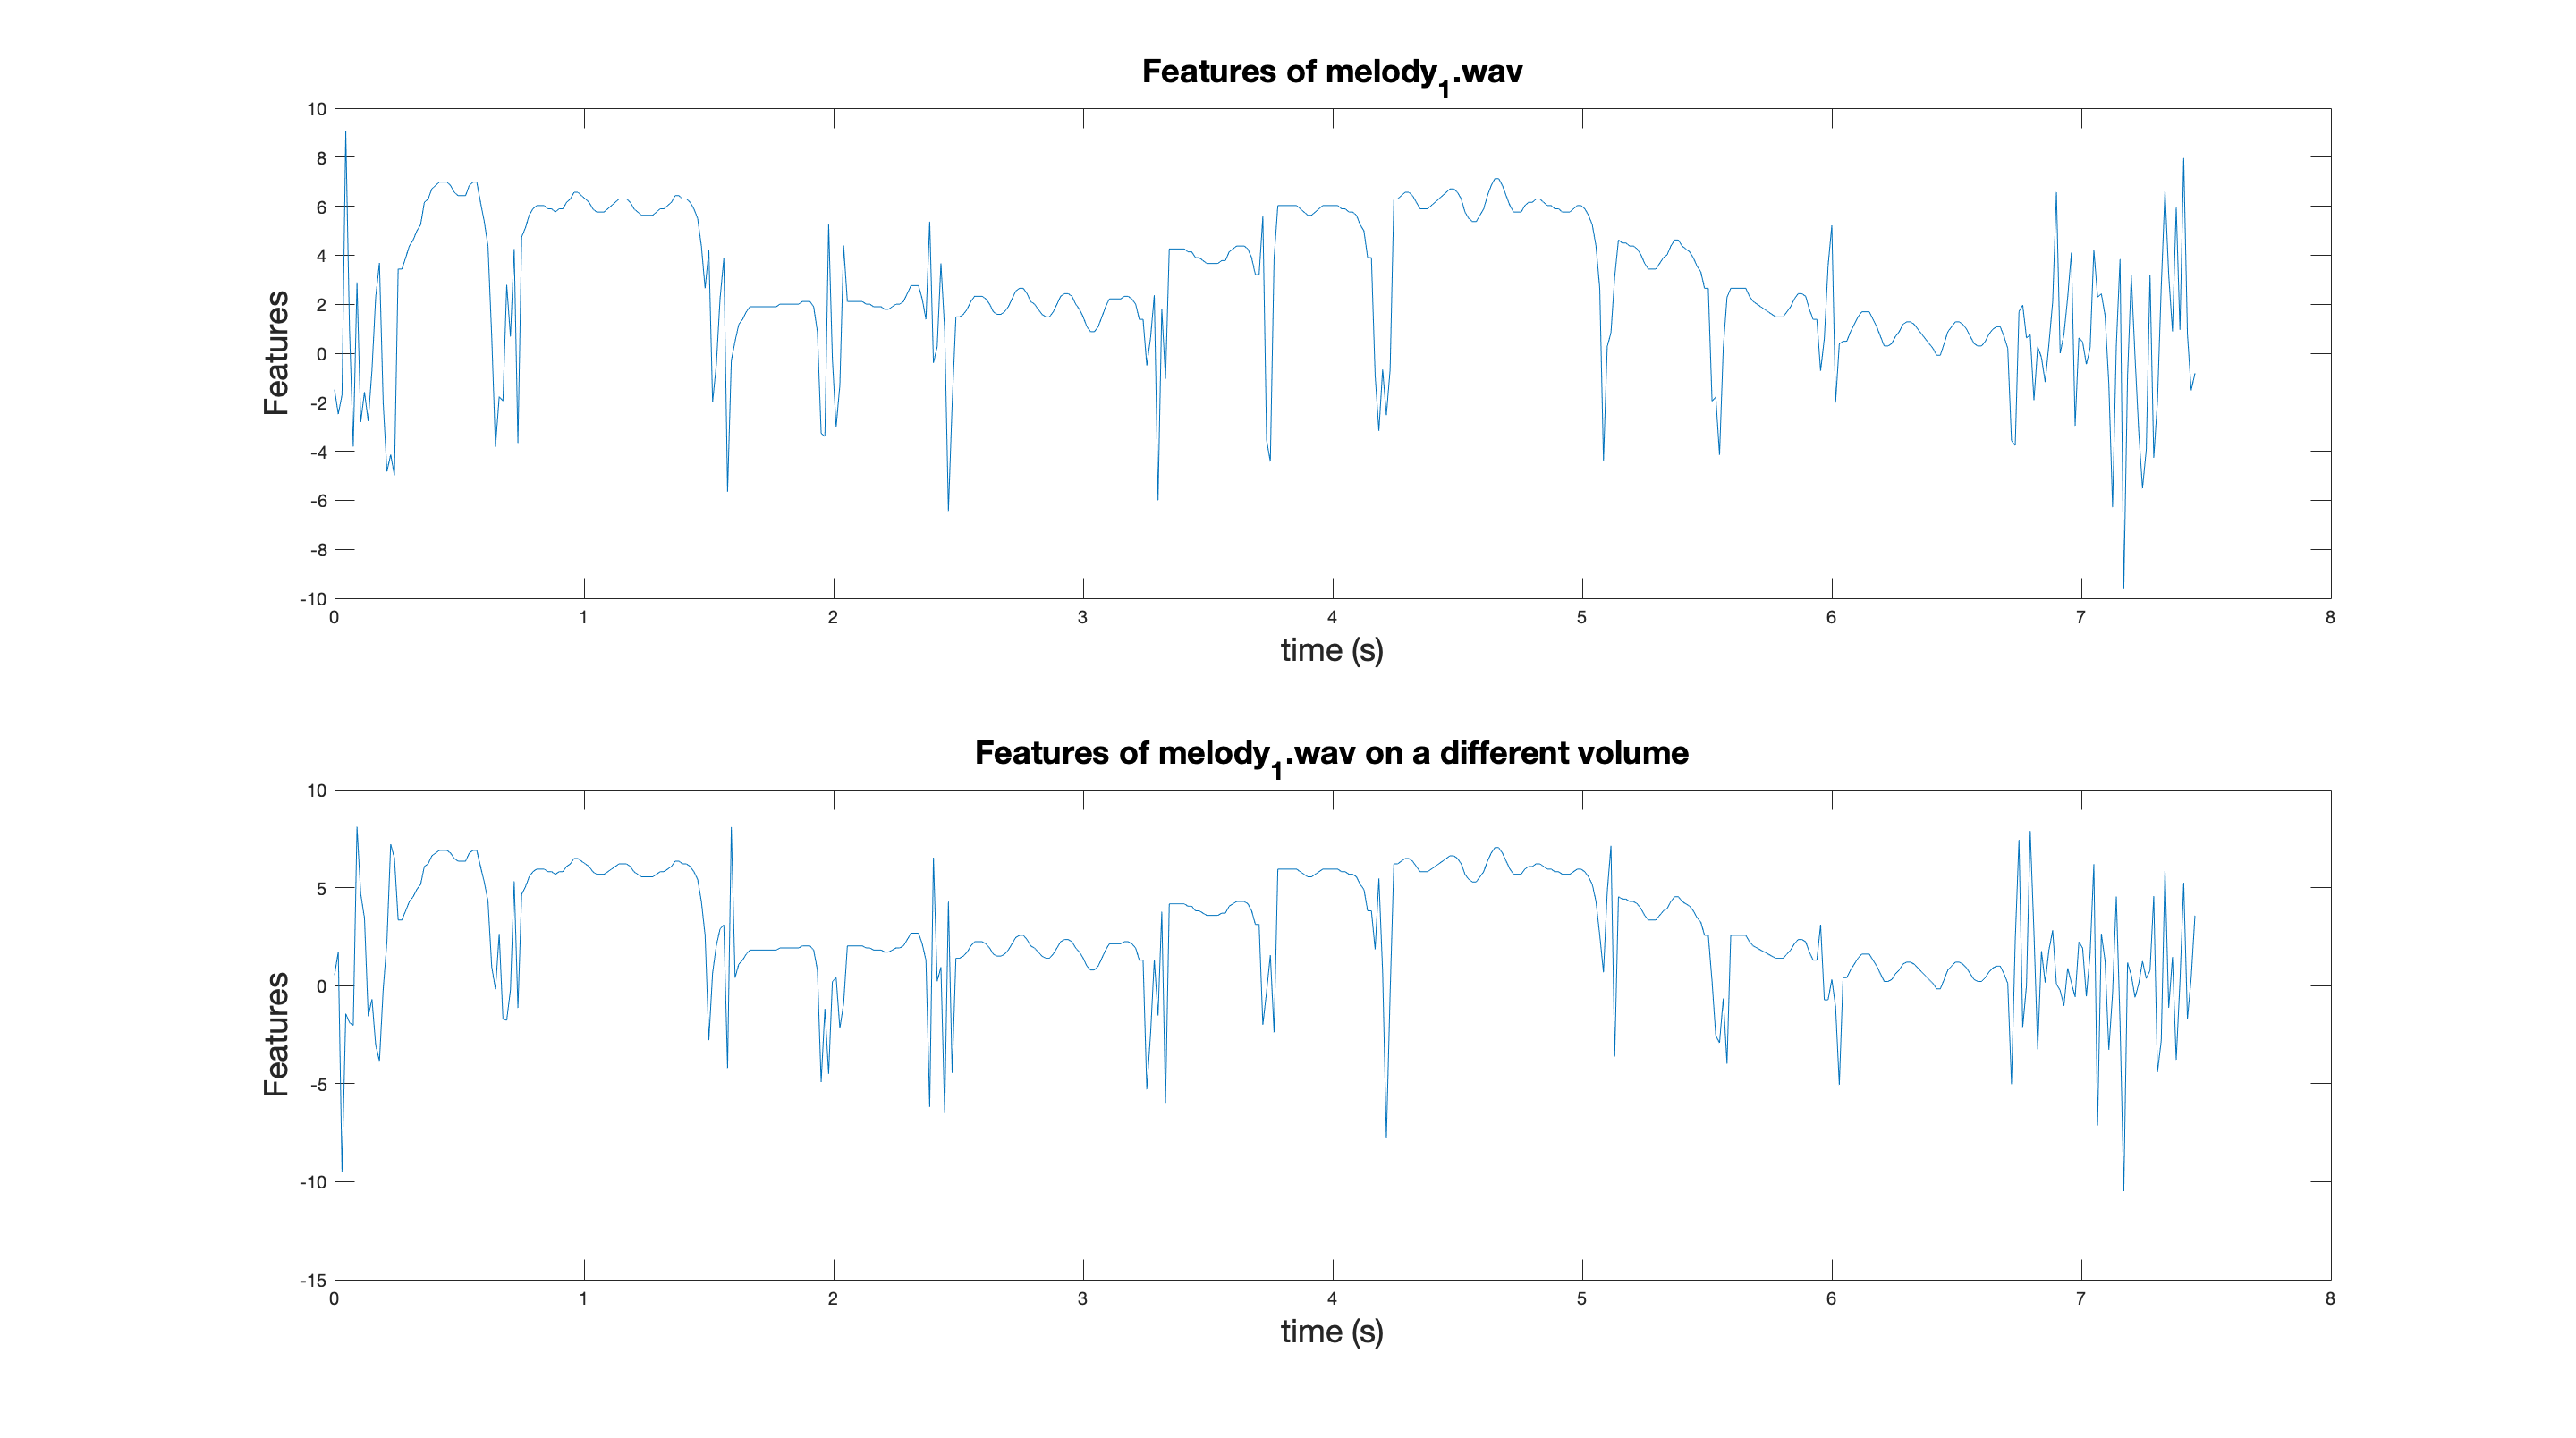 Features of melody₁.wav
10
8
6
4
2
0
-2
-4
-6
-8
-10
Features
0 1 2 3 4 5 6 7 8
time (s)
Features of melody₁.wav on a different volume
10
5
0
-5
-10
-15
Features
0 1 2 3 4 5 6 7 8
time (s)